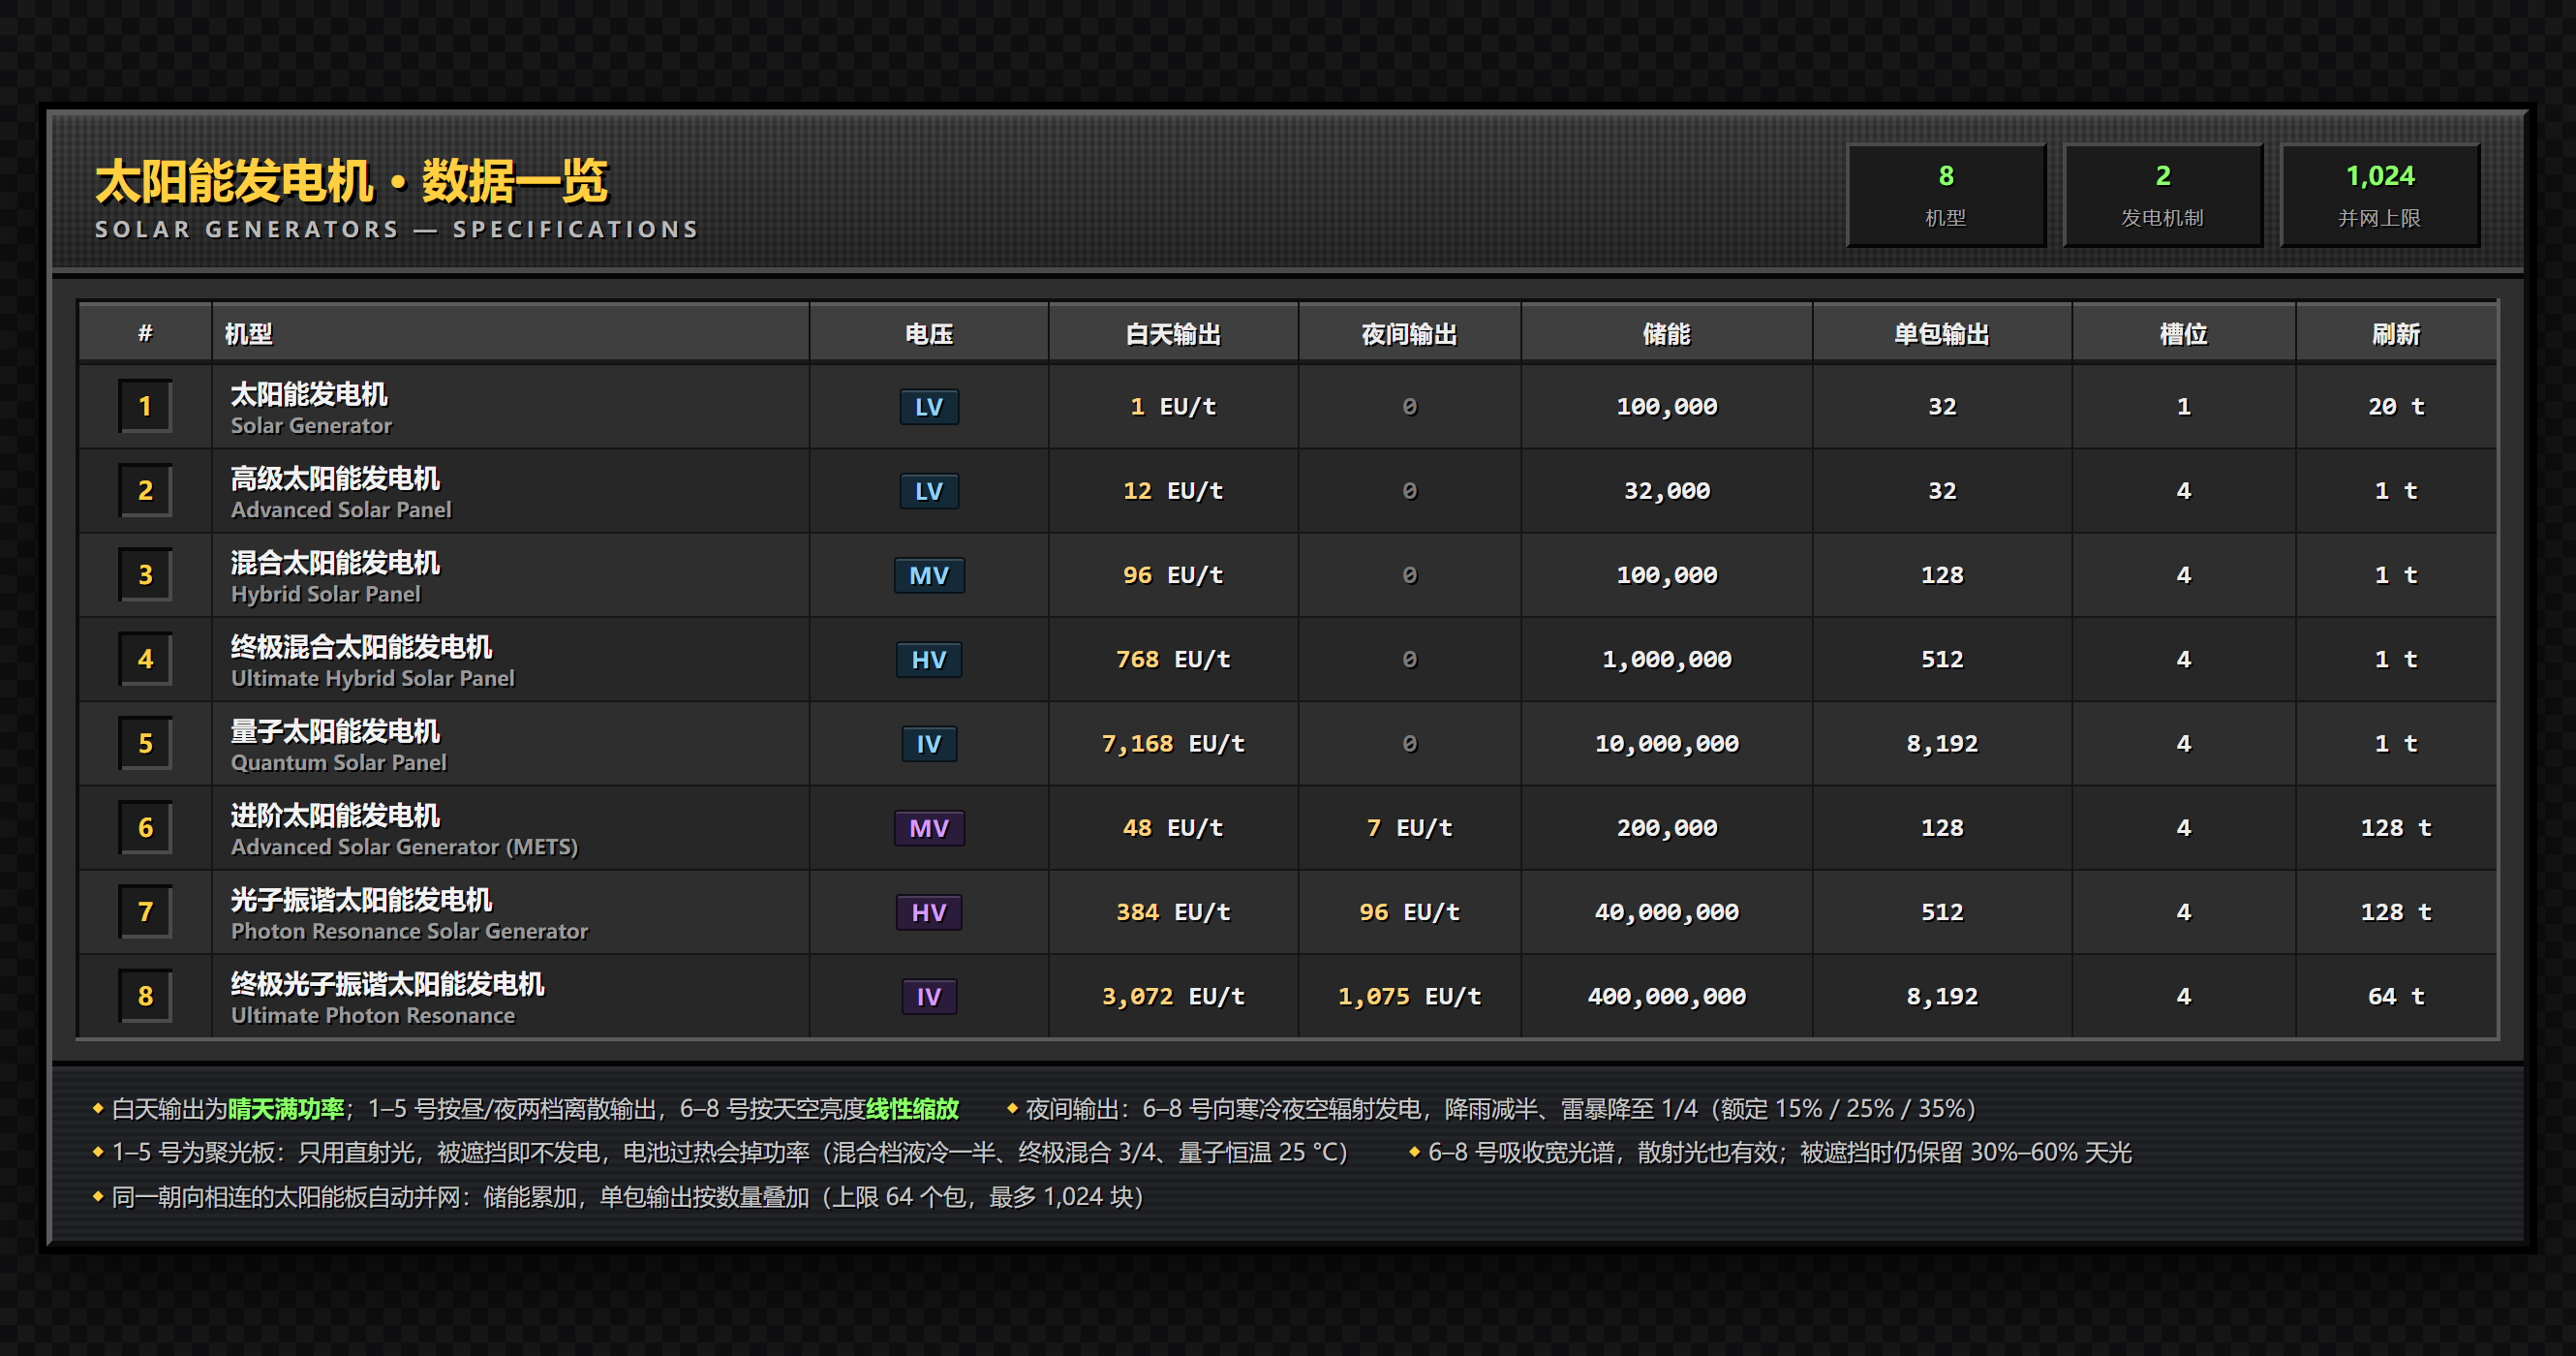 太阳能发电机 • 数据一览
SOLAR GENERATORS — SPECIFICATIONS
8
机型
2
发电机制
1,024
并网上限
# 机型 电压 白天输出 夜间输出 储能 单包输出 槽位 刷新
1 太阳能发电机 LV 1 EU/t 0 100,000 32 1 20 t
Solar Generator
2 高级太阳能发电机 LV 12 EU/t 0 32,000 32 4 1 t
Advanced Solar Panel
3 混合太阳能发电机 MV 96 EU/t 0 100,000 128 4 1 t
Hybrid Solar Panel
4 终极混合太阳能发电机 HV 768 EU/t 0 1,000,000 512 4 1 t
Ultimate Hybrid Solar Panel
5 量子太阳能发电机 IV 7,168 EU/t 0 10,000,000 8,192 4 1 t
Quantum Solar Panel
6 进阶太阳能发电机 MV 48 EU/t 7 EU/t 200,000 128 4 128 t
Advanced Solar Generator (METS)
7 光子振谐太阳能发电机 HV 384 EU/t 96 EU/t 40,000,000 512 4 128 t
Photon Resonance Solar Generator
8 终极光子振谐太阳能发电机 IV 3,072 EU/t 1,075 EU/t 400,000,000 8,192 4 64 t
Ultimate Photon Resonance
◆ 白天输出为晴天满功率；1–5 号按昼/夜两档离散输出，6–8 号按天空亮度线性缩放 ◆ 夜间输出：6–8 号向寒冷夜空辐射发电，降雨减半、雷暴降至 1/4（额定 15% / 25% / 35%）
◆ 1–5 号为聚光板：只用直射光，被遮挡即不发电，电池过热会掉功率（混合档液冷一半、终极混合 3/4、量子恒温 25 °C） ◆ 6–8 号吸收宽光谱，散射光也有效；被遮挡时仍保留 30%–60% 天光
◆ 同一朝向相连的太阳能板自动并网：储能累加，单包输出按数量叠加（上限 64 个包，最多 1,024 块）